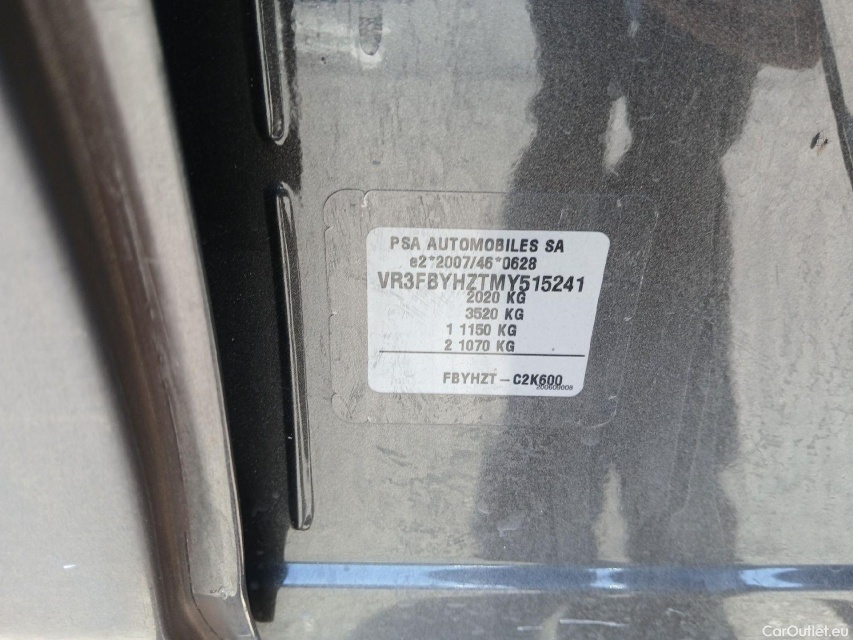 PSA AUTOMOBILES SA
e2*2007/46*0628
VR3FBYHZTMY515241
2020 KG
3520 KG
1 1150 KG
2 1070 KG
FBYHZT – C2K600
CarOutlet.eu